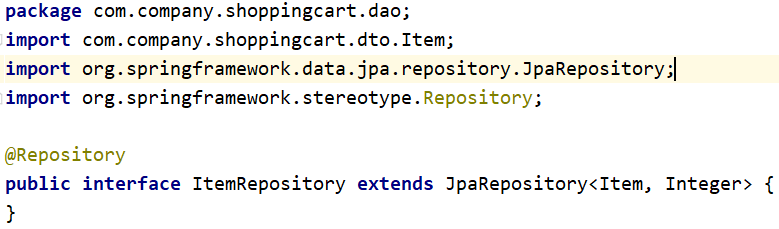 package com.company.shoppingcart.dao;
import com.company.shoppingcart.dto.Item;
import org.springframework.data.jpa.repository.JpaRepository;
import org.springframework.stereotype.Repository;
@Repository
public interface ItemRepository extends JpaRepository<Item, Integer> {
}